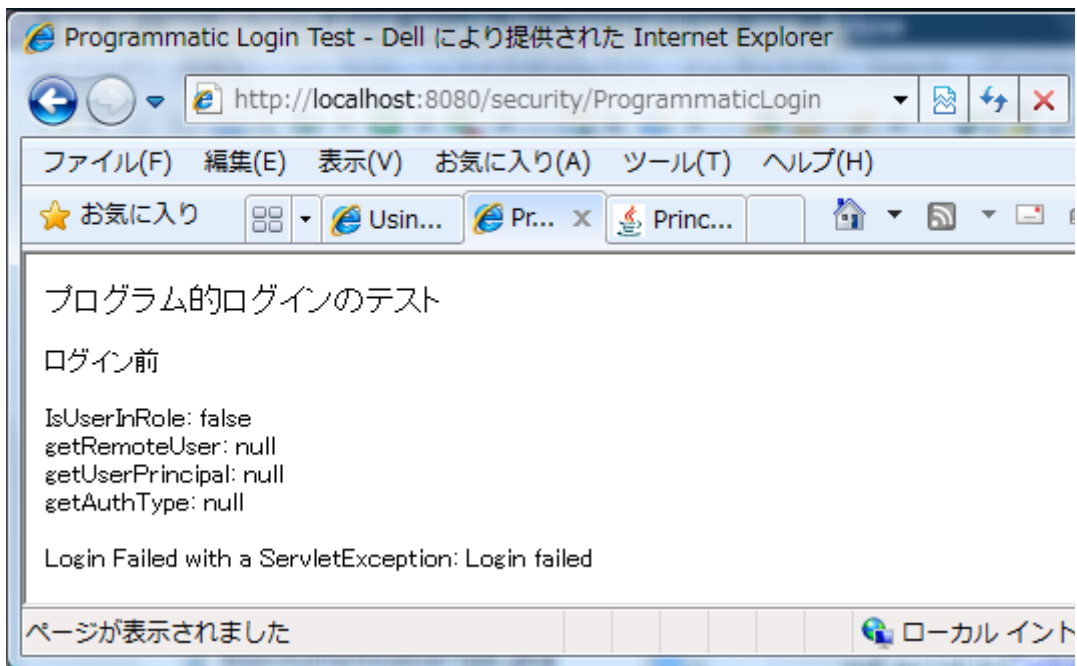 Programmatic Login Test - Dell により提供された Internet Explorer
http://localhost:8080/security/ProgrammaticLogin
ファイル(F) 編集(E) 表示(V) お気に入り(A) ツール(T) ヘルプ(H)
お気に入り Usin... Pr... Princ...
プログラム的ログインのテスト
ログイン前
IsUserInRole: false
getRemoteUser: null
getUserPrincipal: null
getAuthType: null
Login Failed with a ServletException: Login failed
ページが表示されました ローカル イント